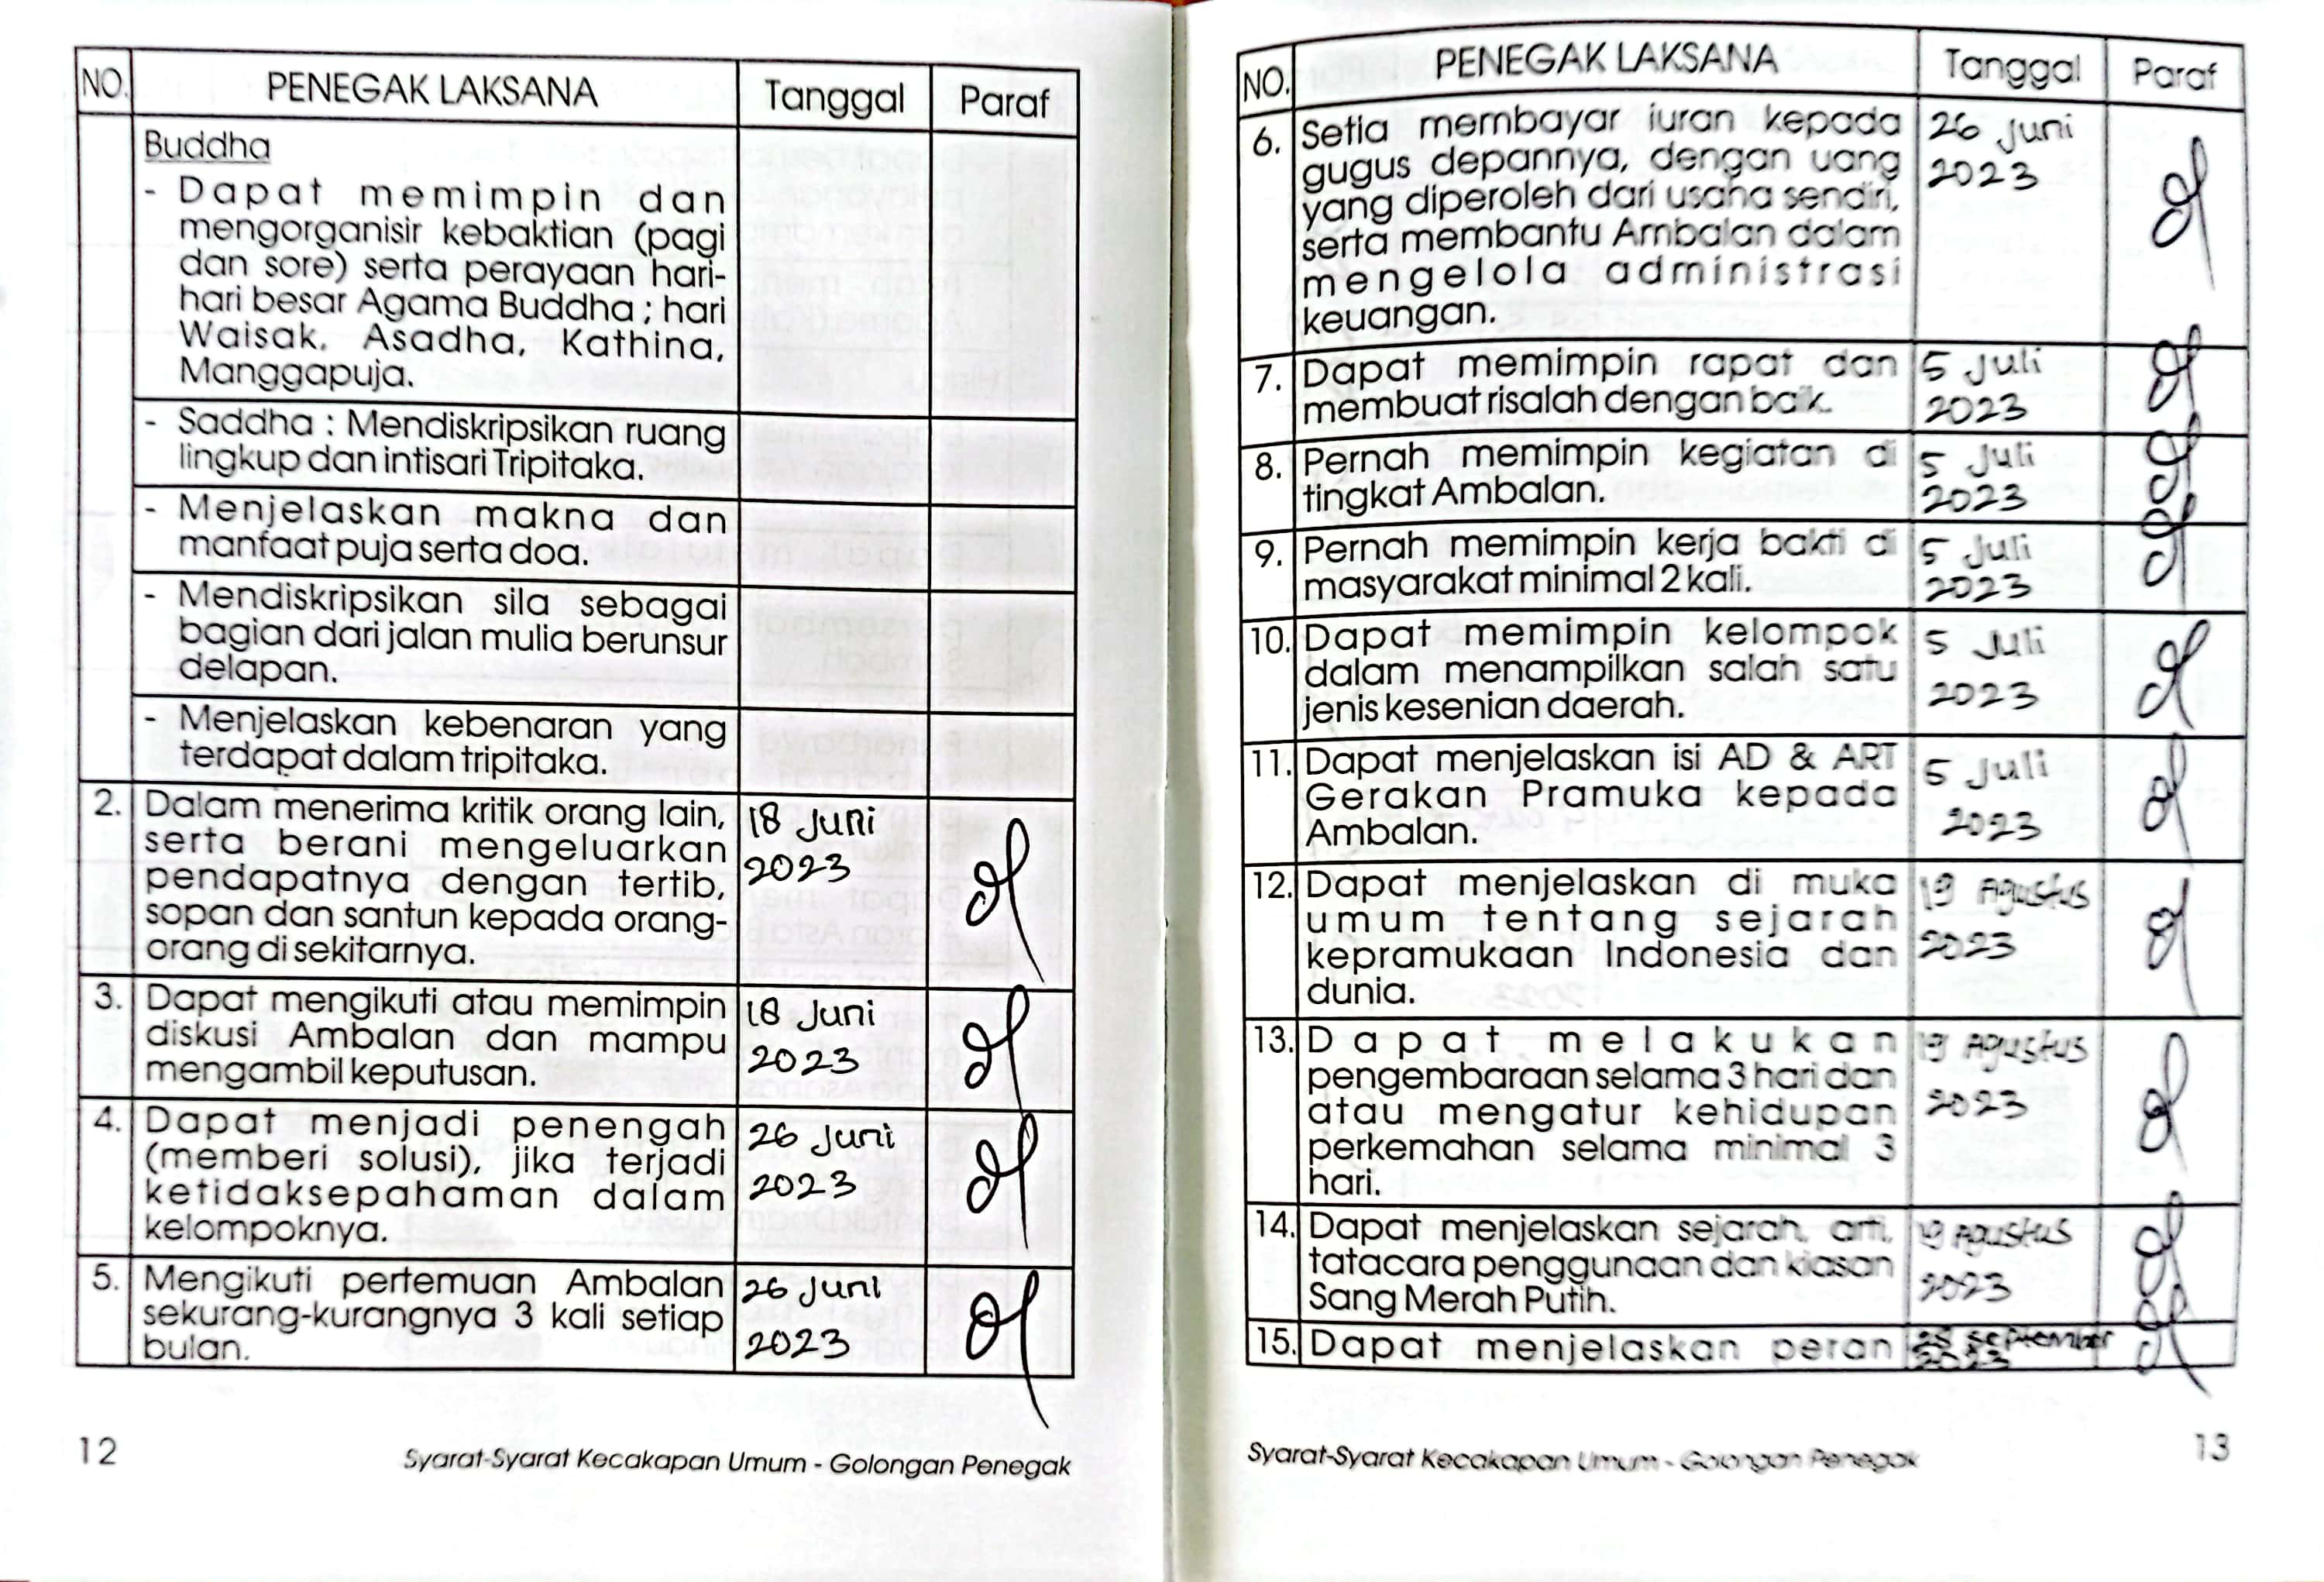 NO. PENEGAK LAKSANA Tanggal Paraf
Buddha
- Dapat memimpin dan
mengorganisir kebaktian (pagi
dan sore) serta perayaan hari-
hari besar Agama Buddha ; hari
Waisak, Asadha, Kathina,
Manggapuja.
- Saddha : Mendiskripsikan ruang
lingkup dan intisari Tripitaka.
- Menjelaskan makna dan
manfaat puja serta doa.
- Mendiskripsikan sila sebagai
bagian dari jalan mulia berunsur
delapan.
- Menjelaskan kebenaran yang
terdapat dalam tripitaka.
2. Dalam menerima kritik orang lain, 18 Juni
serta berani mengeluarkan 2023
pendapatnya dengan tertib,
sopan dan santun kepada orang-
orang di sekitarnya.
3. Dapat mengikuti atau memimpin 18 Juni
diskusi Ambalan dan mampu 2023
mengambil keputusan.
4. Dapat menjadi penengah 26 Juni
(memberi solusi), jika terjadi 2023
ketidaksepahaman dalam
kelompoknya.
5. Mengikuti pertemuan Ambalan 26 Juni
sekurang-kurangnya 3 kali setiap 2023
bulan.
12 Syarat-Syarat Kecakapan Umum - Golongan Penegak
NO. PENEGAK LAKSANA Tanggal Paraf
6. Setia membayar iuran kepada 26 Juni
gugus depannya, dengan uang 2023
yang diperoleh dari usaha sendiri,
serta membantu Ambalan dalam
mengelola administrasi
keuangan.
7. Dapat memimpin rapat dan 5 Juli
membuat risalah dengan baik. 2023
8. Pernah memimpin kegiatan di 5 Juli
tingkat Ambalan. 2023
9. Pernah memimpin kerja bakti di 5 Juli
masyarakat minimal 2 kali. 2023
10. Dapat memimpin kelompok 5 Juli
dalam menampilkan salah satu 2023
jenis kesenian daerah.
11. Dapat menjelaskan isi AD & ART 5 Juli
Gerakan Pramuka kepada 2023
Ambalan.
12. Dapat menjelaskan di muka 19 Agustus
umum tentang sejarah 2023
kepramukaan Indonesia dan
dunia.
13. Dapat melakukan 19 Agustus
pengembaraan selama 3 hari dan 2023
atau mengatur kehidupan
perkemahan selama minimal 3
hari.
14. Dapat menjelaskan sejarah, arti, 19 Agustus
tatacara penggunaan dan kiasan 2023
Sang Merah Putih.
15. Dapat menjelaskan peran September
2023
Syarat-Syarat Kecakapan Umum - Golongan Penegak 13